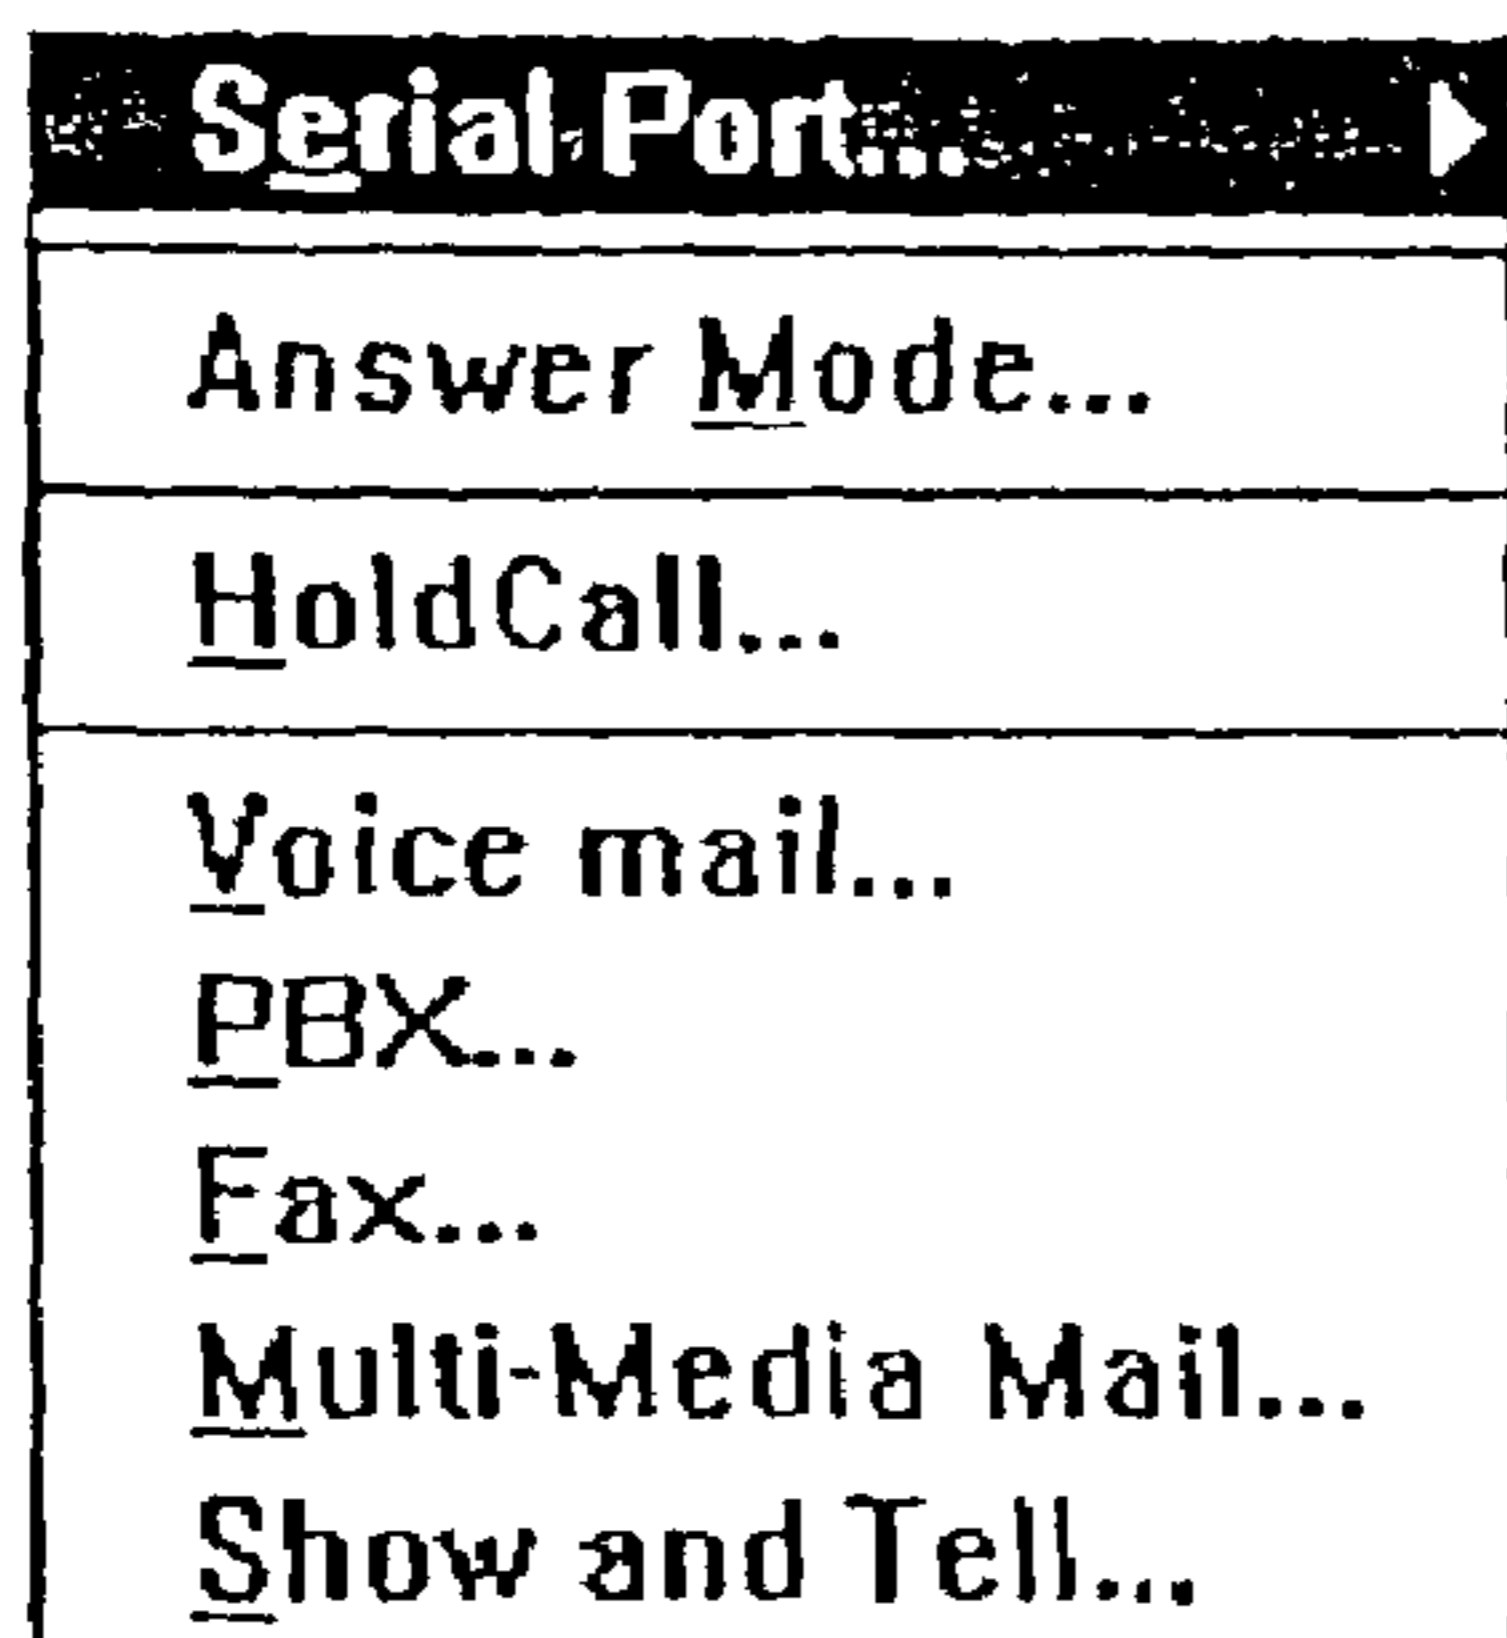 Serial Port...
Answer Mode...
HoldCall...
Voice mail...
PBX...
Fax...
Multi-Media Mail...
Show and Tell...